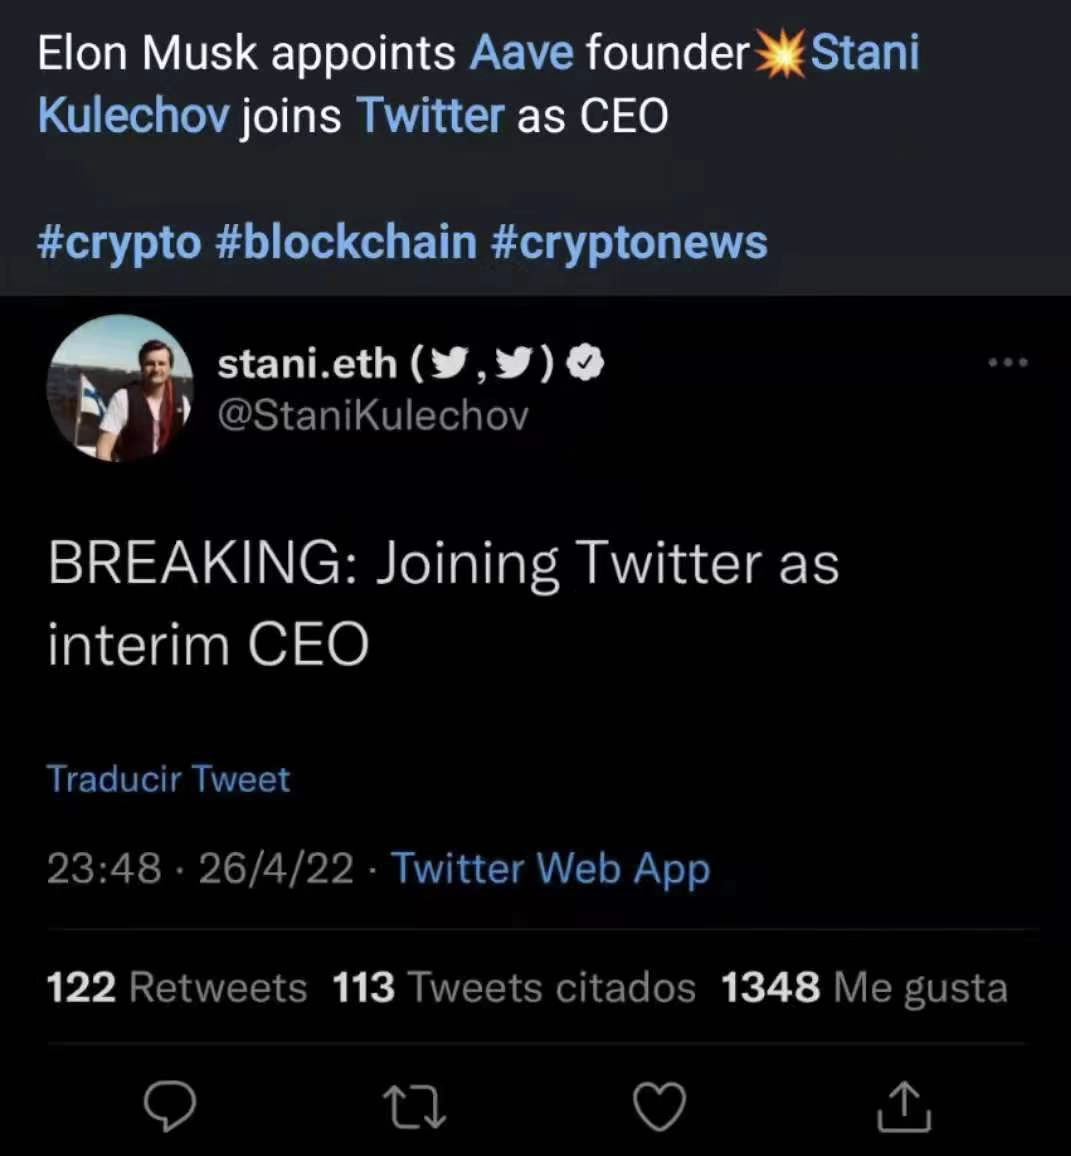 Elon Musk appoints Aave founder💥Stani
Kulechov joins Twitter as CEO
#crypto #blockchain #cryptonews
stani.eth (🐦,🐦)
@StaniKulechov
BREAKING: Joining Twitter as
interim CEO
Traducir Tweet
23:48 · 26/4/22 · Twitter Web App
122 Retweets 113 Tweets citados 1348 Me gusta